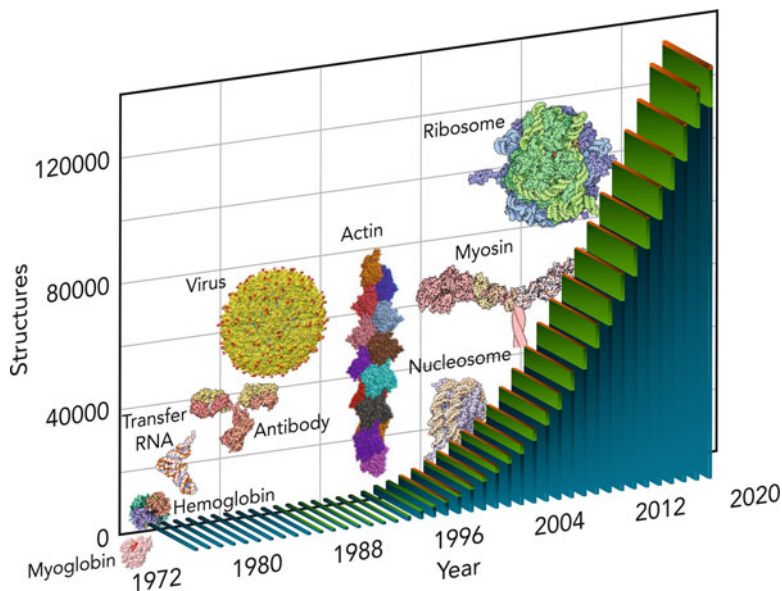 Ribosome
120000
Actin
Myosin
Virus
80000
Structures
Nucleosome
40000
Transfer
RNA
Antibody
Hemoglobin
0
Myoglobin
1972
1980
1988
1996
2004
2012
2020
Year